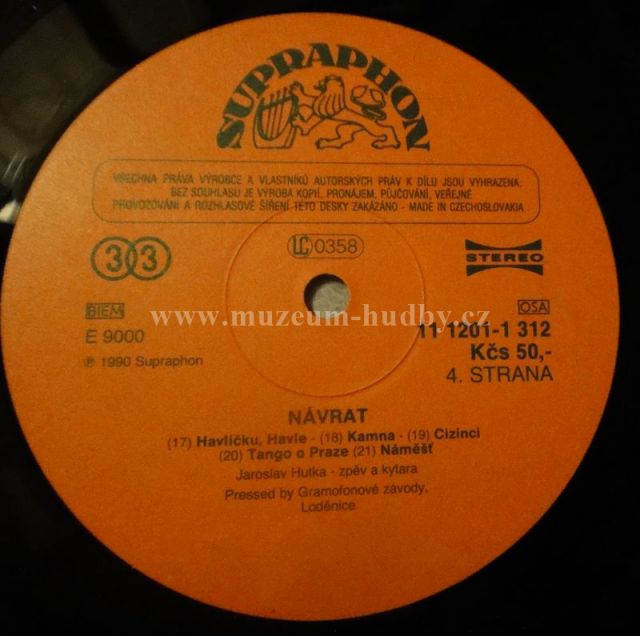 SUPRAPHON
VŠECHNA PRÁVA VÝROBCE A VLASTNÍKŮ AUTORSKÝCH PRÁV K DÍLU JSOU VYHRAZENA.
BEZ SOUHLASU JE VÝROBA KOPIÍ, PRONÁJEM, PŮJČOVÁNÍ, VEŘEJNÉ
PROVOZOVÁNÍ A ROZHLASOVÉ ŠÍŘENÍ TÉTO DESKY ZAKÁZÁNO - MADE IN CZECHOSLOVAKIA
33
LC 0358
STEREO
BIEM
OSA
www.muzeum-hudby.cz
E 9000
11 1201-1 312
Kčs 50,-
℗ 1990 Supraphon
4. STRANA
NÁVRAT
(17) Havlíčku, Havle - (18) Kamna - (19) Cizinci
(20) Tango o Praze (21) Náměšť
Jaroslav Hutka - zpěv a kytara
Pressed by Gramofonové závody,
Loděnice